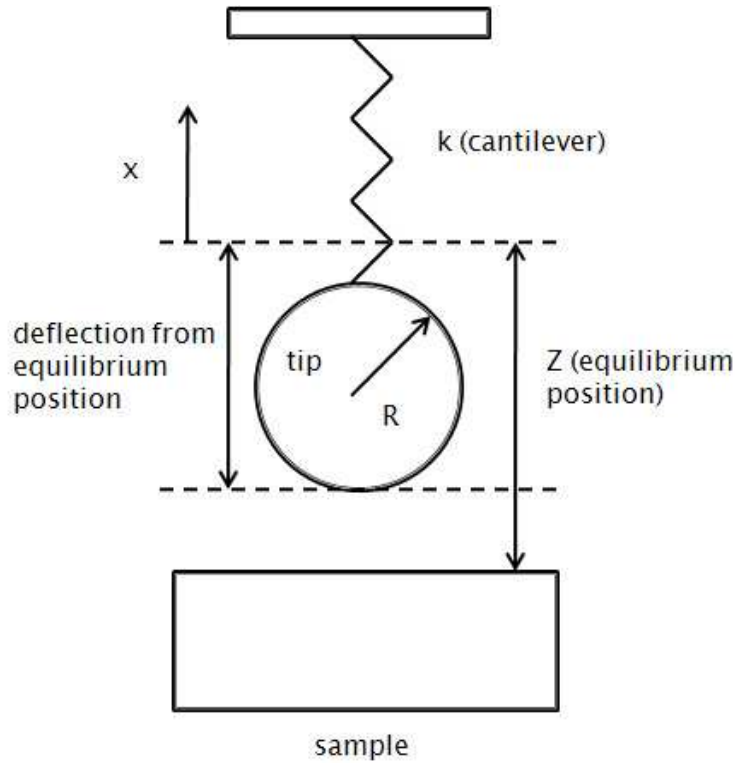 k (cantilever)
x
deflection from
equilibrium
position
tip
R
Z (equilibrium
position)
sample